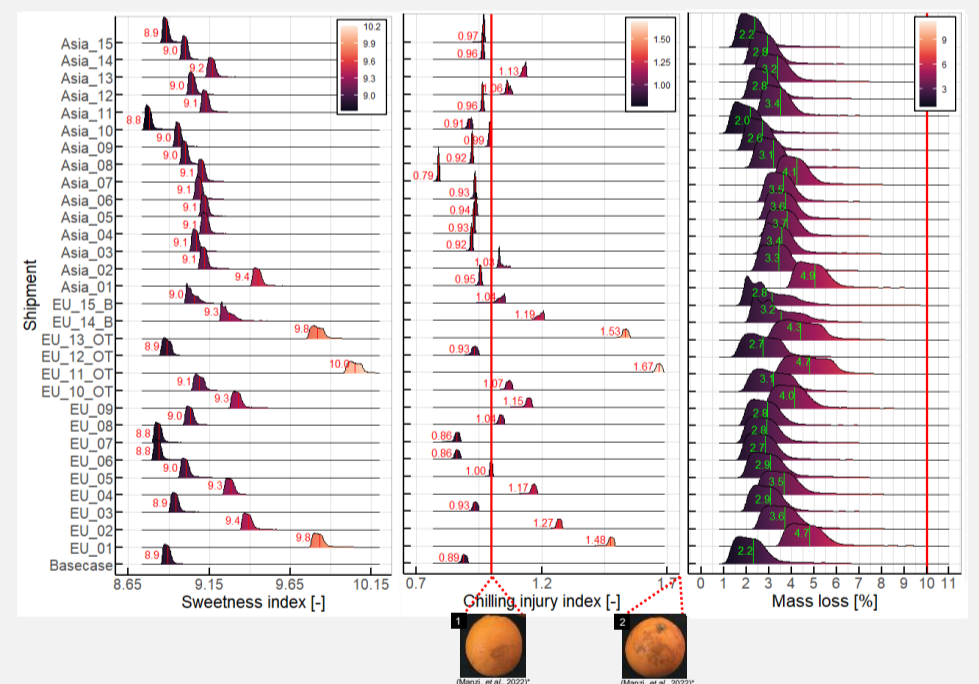 Shipment
Asia_15
Asia_14
Asia_13
Asia_12
Asia_11
Asia_10
Asia_09
Asia_08
Asia_07
Asia_06
Asia_05
Asia_04
Asia_03
Asia_02
Asia_01
EU_15_B
EU_14_B
EU_13_OT
EU_12_OT
EU_11_OT
EU_10_OT
EU_09
EU_08
EU_07
EU_06
EU_05
EU_04
EU_03
EU_02
EU_01
Basecase
8.9
9.0
9.2
9.0
9.1
8.8
9.0
9.0
9.1
9.1
9.1
9.1
9.1
9.1
9.4
9.0
9.3
9.8
8.9
10.0
9.1
9.3
9.0
8.8
8.8
9.0
9.3
8.9
9.4
9.8
8.9
10.2
9.9
9.6
9.3
9.0
8.65 9.15 9.65 10.15
Sweetness index [-]
0.97
0.96
1.13
1.06
0.96
0.91
0.99
0.92
0.79
0.93
0.94
0.93
0.92
1.03
0.95
1.04
1.19
1.53
0.93
1.67
1.07
1.15
1.04
0.86
0.86
1.00
1.17
0.93
1.27
1.48
0.89
1.50
1.25
1.00
0.7 1.2 1.7
Chilling injury index [-]
2.2
2.9
3.2
2.8
3.4
2.0
2.6
3.1
4.1
3.5
3.6
3.7
3.4
3.3
4.9
2.8
3.2
4.3
2.7
4.7
3.1
4.0
2.8
2.8
2.7
2.9
3.5
2.9
3.6
4.7
2.2
9
6
3
0 1 2 3 4 5 6 7 8 9 10 11
Mass loss [%]
1
(Manzi, et al., 2022)*
2
(Manzi, et al., 2022)*